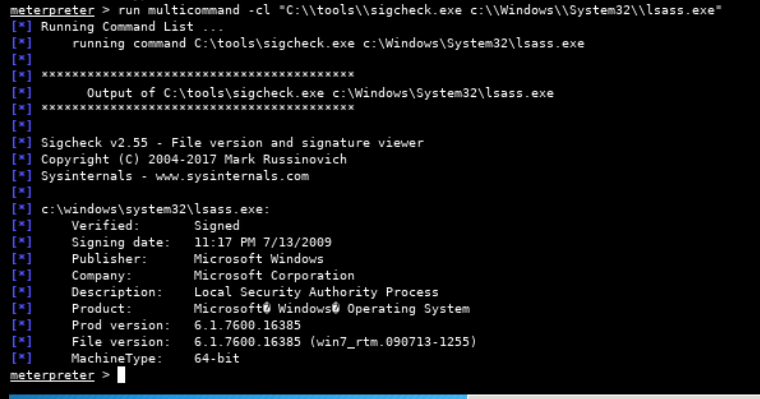 meterpreter > run multicommand -cl "C:\\tools\\sigcheck.exe c:\\Windows\\System32\\lsass.exe"
[*] Running Command List ...
[*]     running command C:\tools\sigcheck.exe c:\Windows\System32\lsass.exe
[*]
[*] *****************************************
[*]       Output of C:\tools\sigcheck.exe c:\Windows\System32\lsass.exe
[*] *****************************************
[*]
[*] Sigcheck v2.55 - File version and signature viewer
[*] Copyright (C) 2004-2017 Mark Russinovich
[*] Sysinternals - www.sysinternals.com
[*]
[*] c:\windows\system32\lsass.exe:
[*]     Verified:       Signed
[*]     Signing date:   11:17 PM 7/13/2009
[*]     Publisher:      Microsoft Windows
[*]     Company:        Microsoft Corporation
[*]     Description:    Local Security Authority Process
[*]     Product:        Microsoft� Windows� Operating System
[*]     Prod version:   6.1.7600.16385
[*]     File version:   6.1.7600.16385 (win7_rtm.090713-1255)
[*]     MachineType:    64-bit
meterpreter >